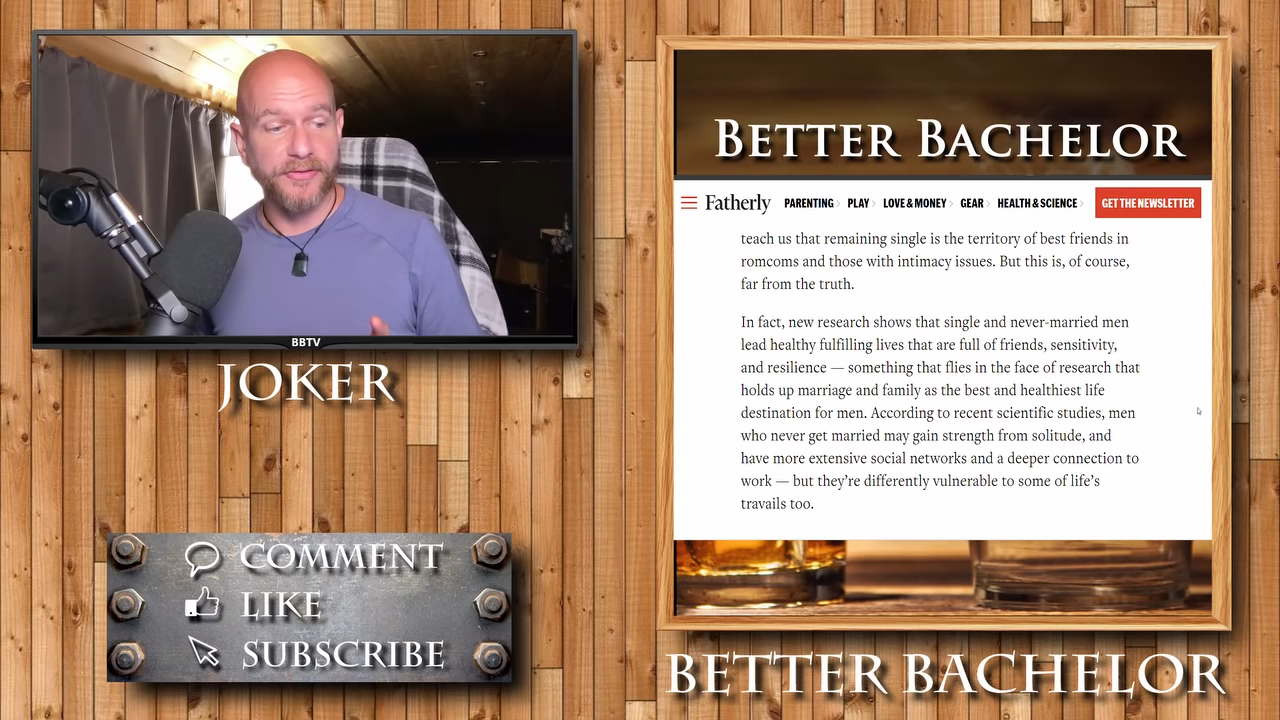 BBTV
JOKER
COMMENT
LIKE
SUBSCRIBE
BETTER BACHELOR
Fatherly PARENTING PLAY LOVE & MONEY GEAR HEALTH & SCIENCE GET THE NEWSLETTER
teach us that remaining single is the territory of best friends in
romcoms and those with intimacy issues. But this is, of course,
far from the truth.
In fact, new research shows that single and never-married men
lead healthy fulfilling lives that are full of friends, sensitivity,
and resilience — something that flies in the face of research that
holds up marriage and family as the best and healthiest life
destination for men. According to recent scientific studies, men
who never get married may gain strength from solitude, and
have more extensive social networks and a deeper connection to
work — but they’re differently vulnerable to some of life’s
travails too.
BETTER BACHELOR